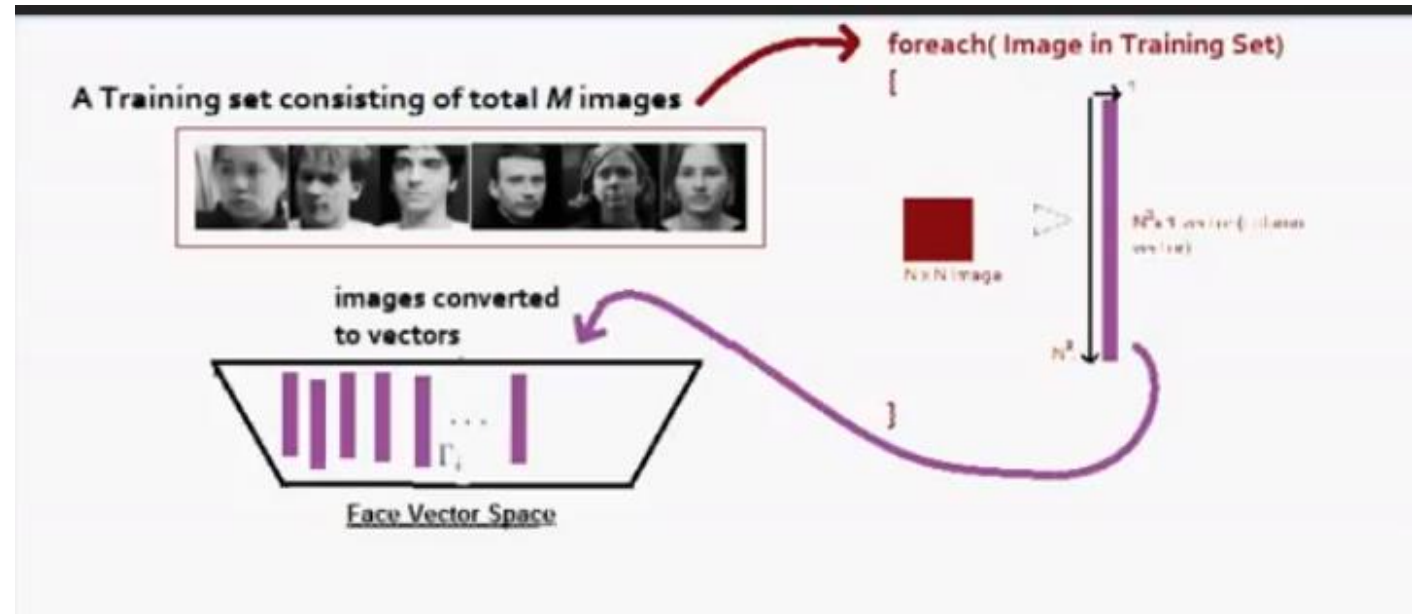 foreach( Image in Training Set)
{
A Training set consisting of total M images
N x N image
N²
}
images converted
to vectors
. . .
Γi
Face Vector Space